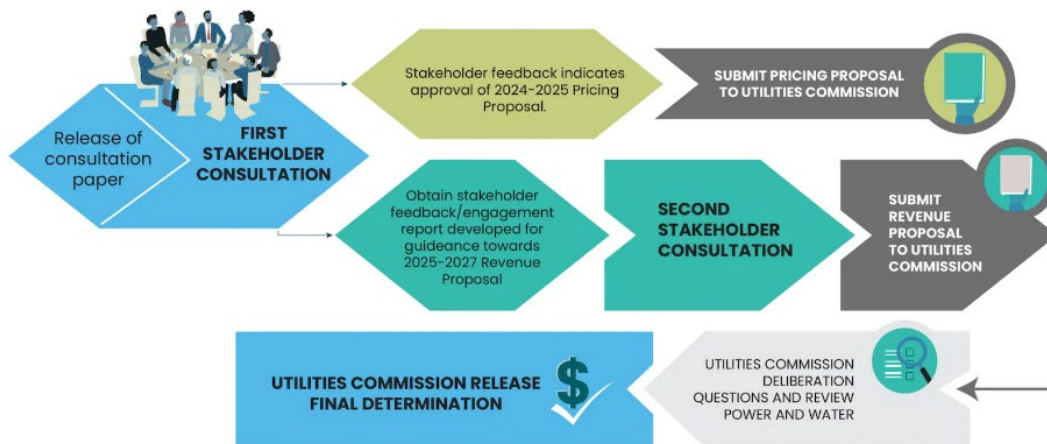 Release of
consultation
paper
FIRST
STAKEHOLDER
CONSULTATION
Stakeholder feedback indicates
approval of 2024-2025 Pricing
Proposal.
SUBMIT PRICING PROPOSAL
TO UTILITIES COMMISSION
Obtain stakeholder
feedback/engagement
report developed for
guideance towards
2025-2027 Revenue
Proposal
SECOND
STAKEHOLDER
CONSULTATION
SUBMIT
REVENUE
PROPOSAL
TO UTILITIES
COMMISSION
UTILITIES COMMISSION
DELIBERATION
QUESTIONS AND REVIEW
POWER AND WATER
UTILITIES COMMISSION RELEASE
FINAL DETERMINATION
$